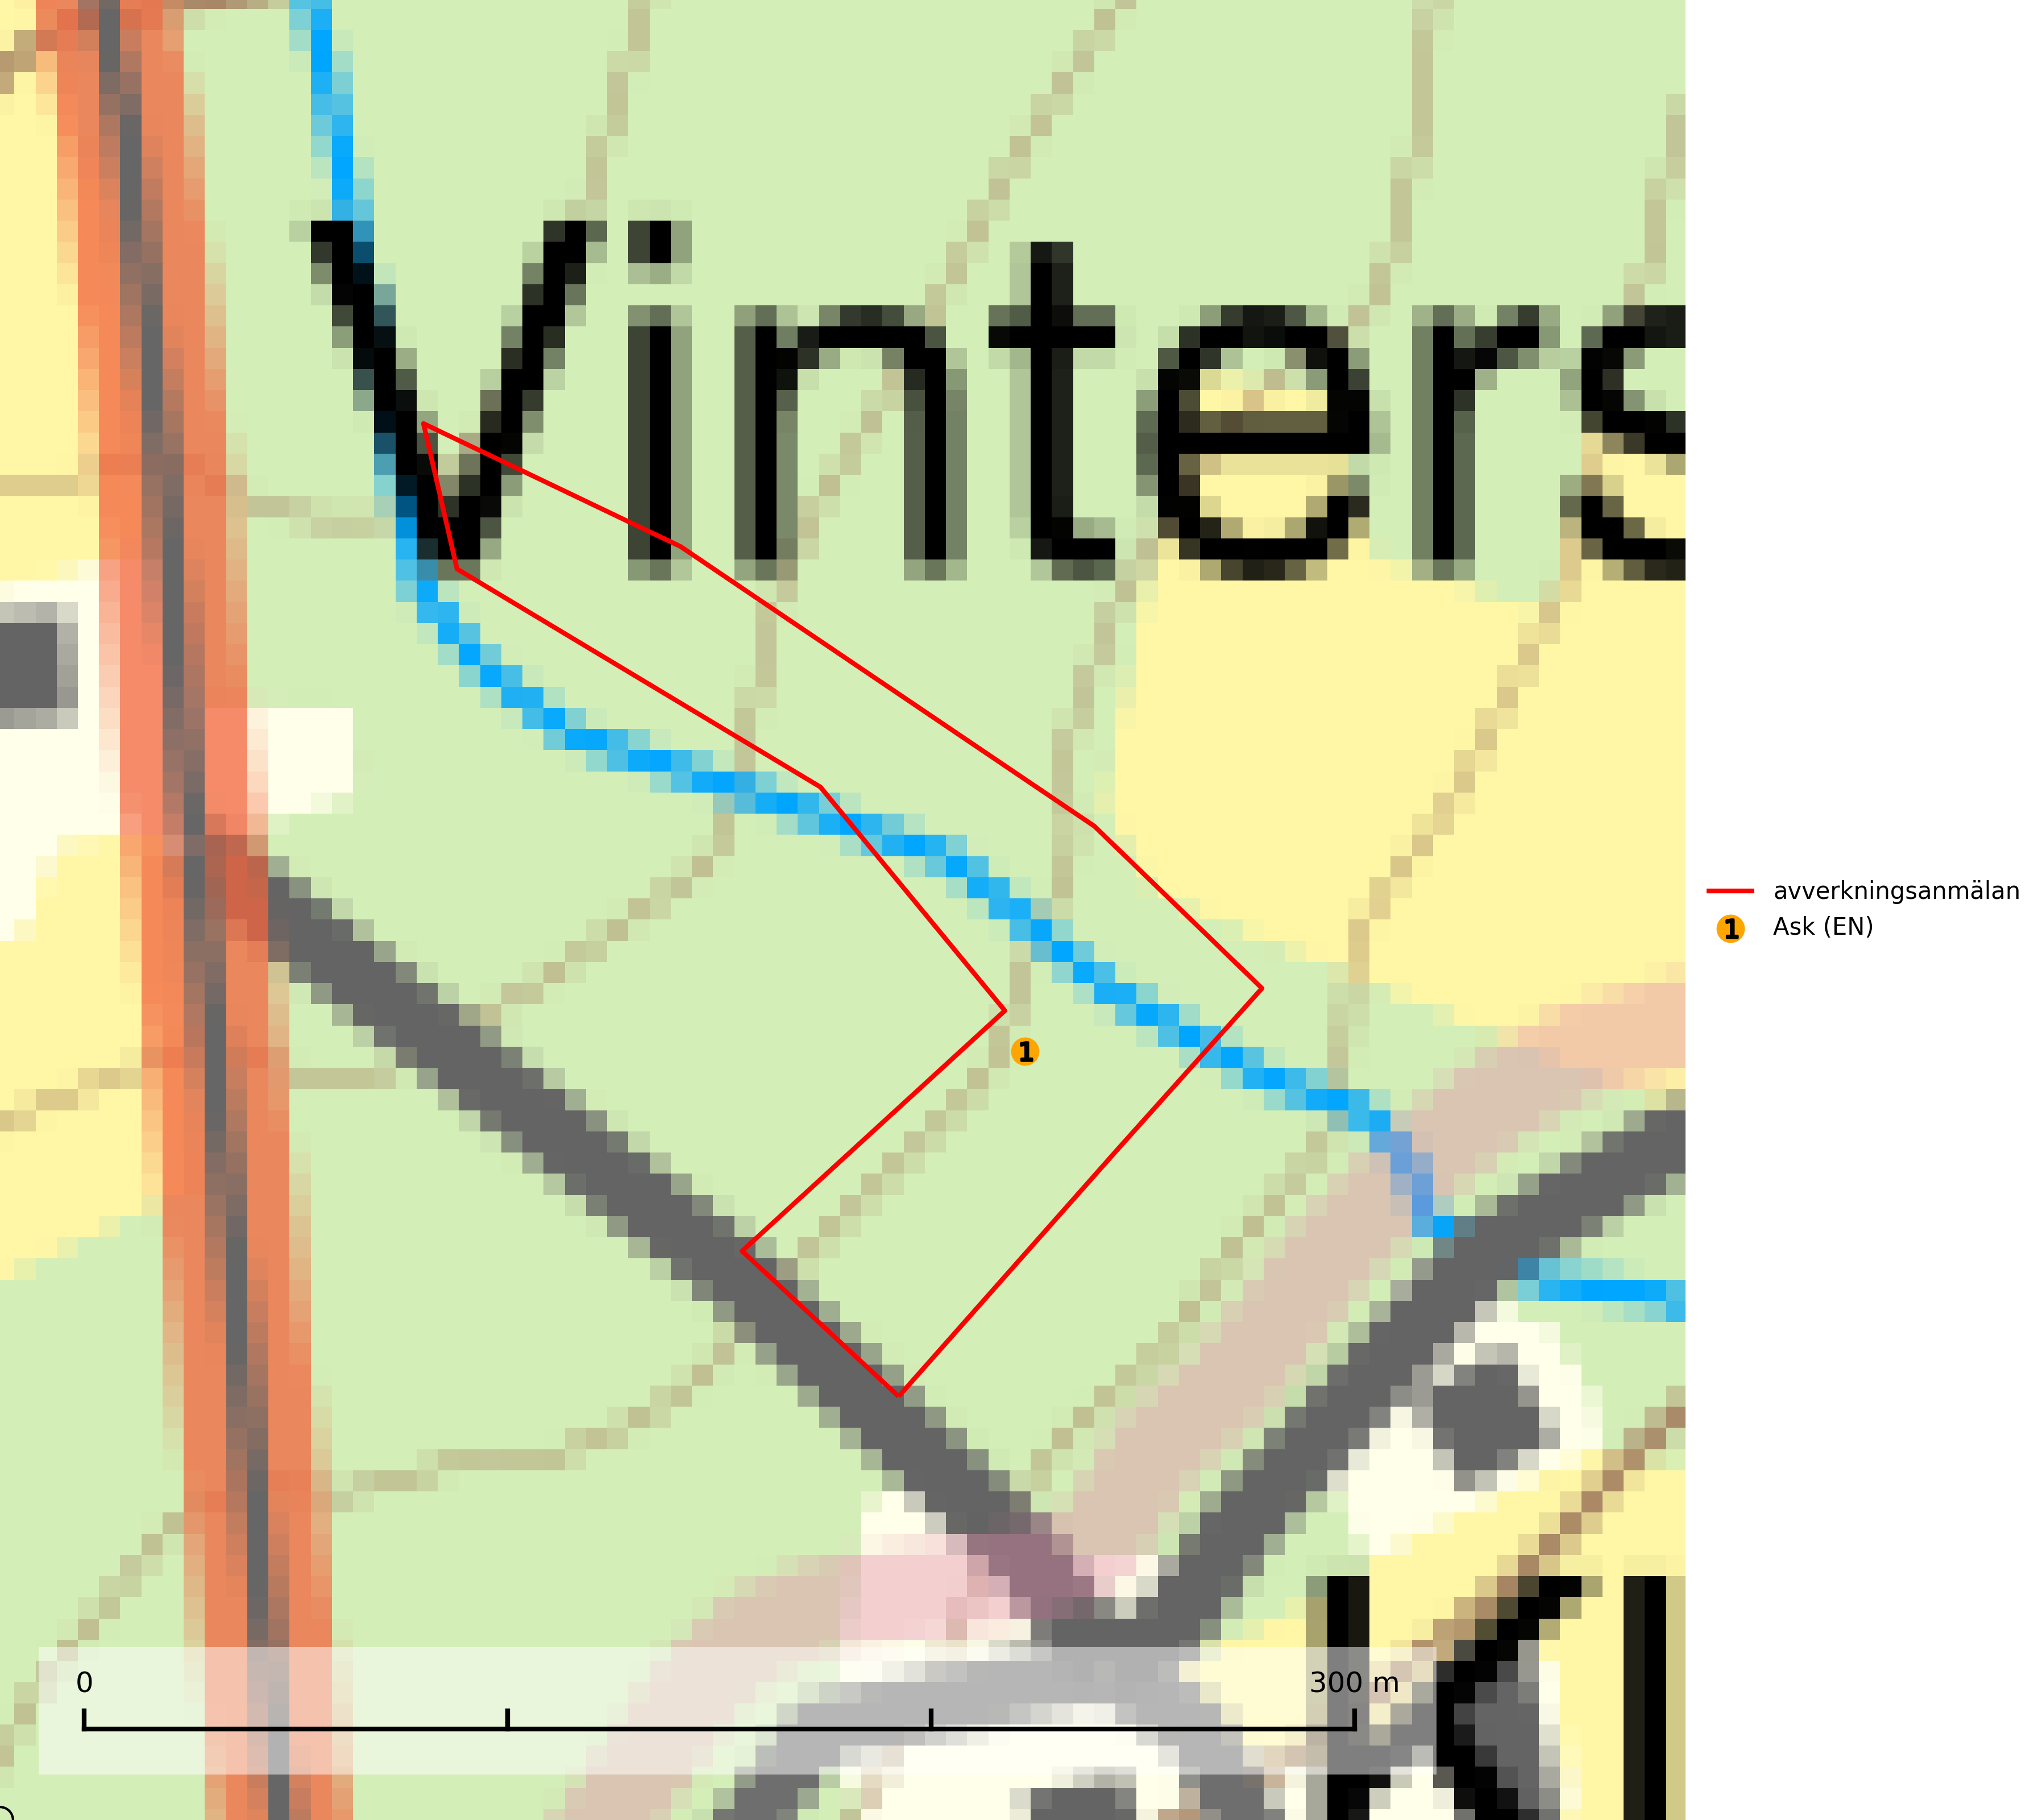 Vinters
avverkningsanmälan
1 Ask (EN)
1
0 300 m